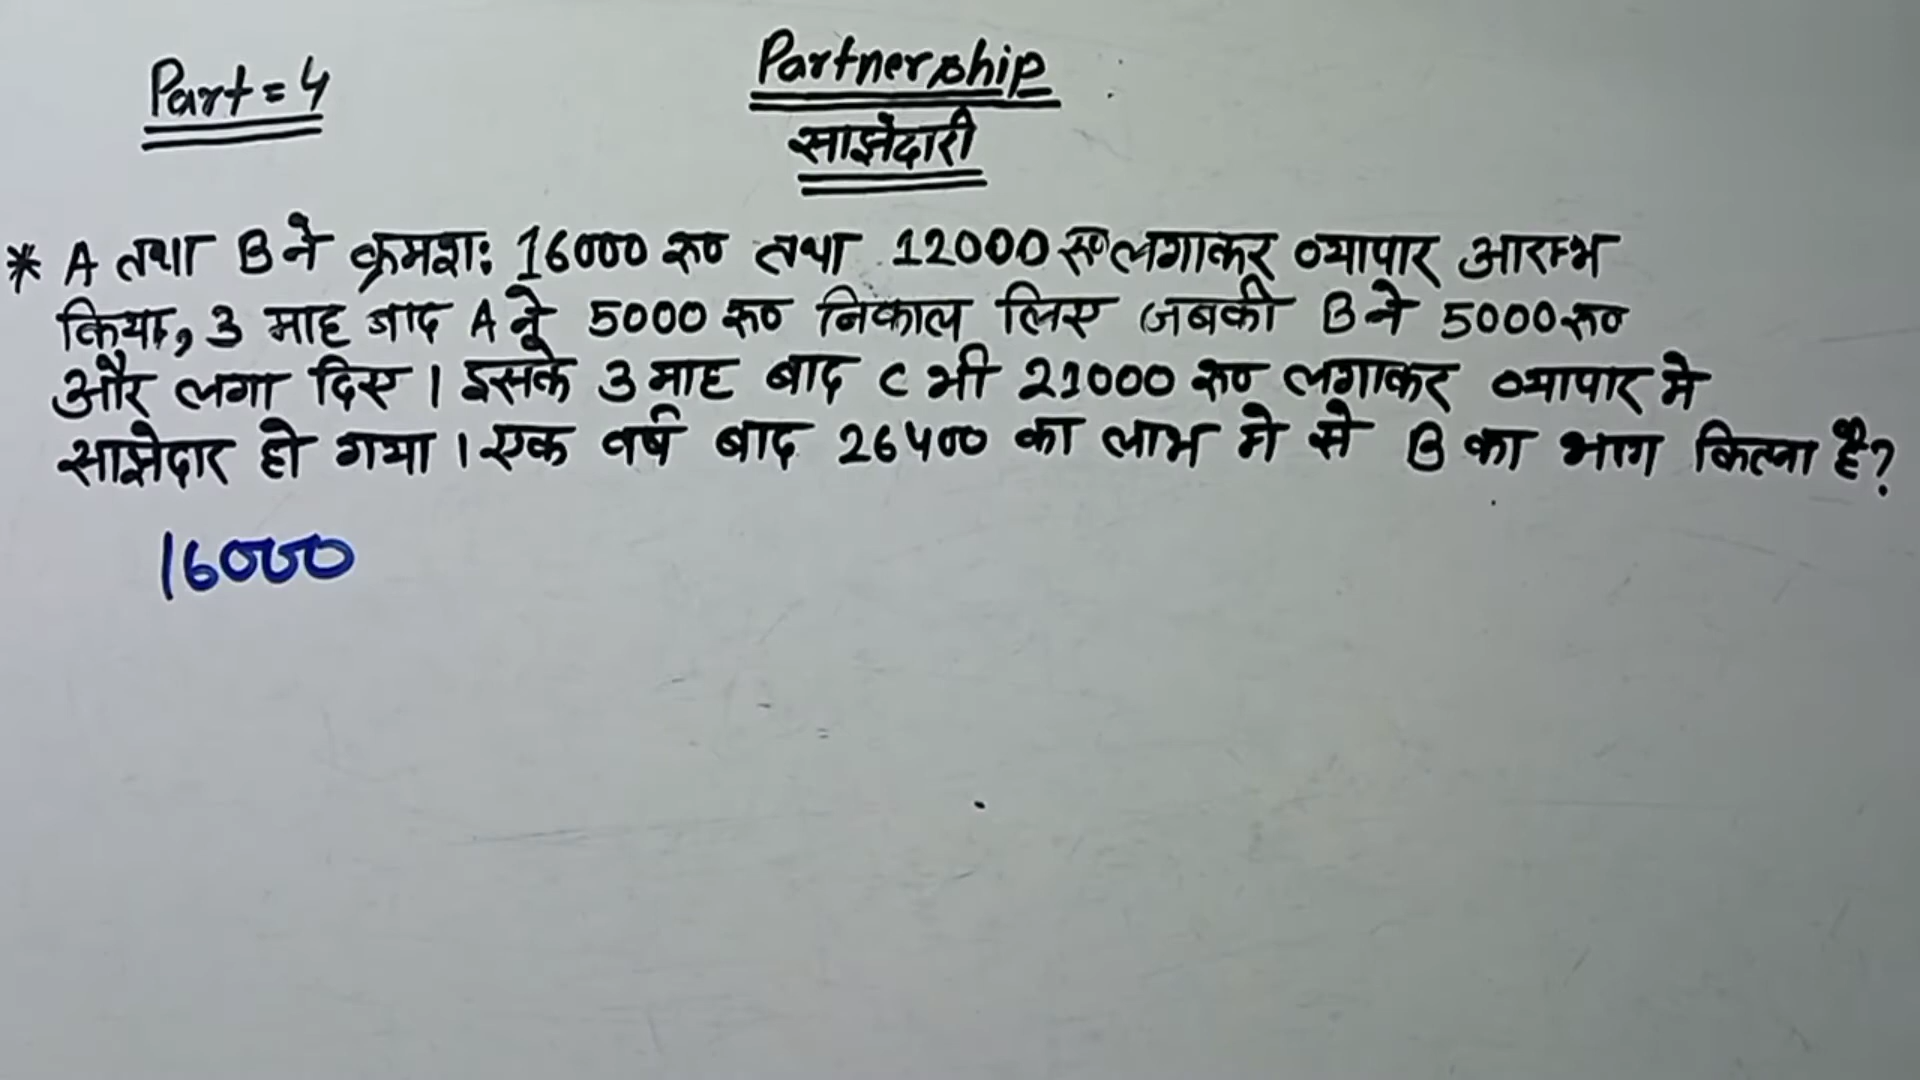 Part = 4
Partnership
साझेदारी
* A तथा B ने क्रमशः 16000 रू० तथा 12000 रू० लगाकर व्यापार आरम्भ
किया, 3 माह बाद A ने 5000 रू० निकाल लिए जबकी B ने 5000 रू०
और लगा दिए । इसके 3 माह बाद C भी 21000 रू० लगाकर व्यापार मे
साझेदार हो गया । एक वर्ष बाद 26400 का लाभ मे से B का भाग कितना है?
16000